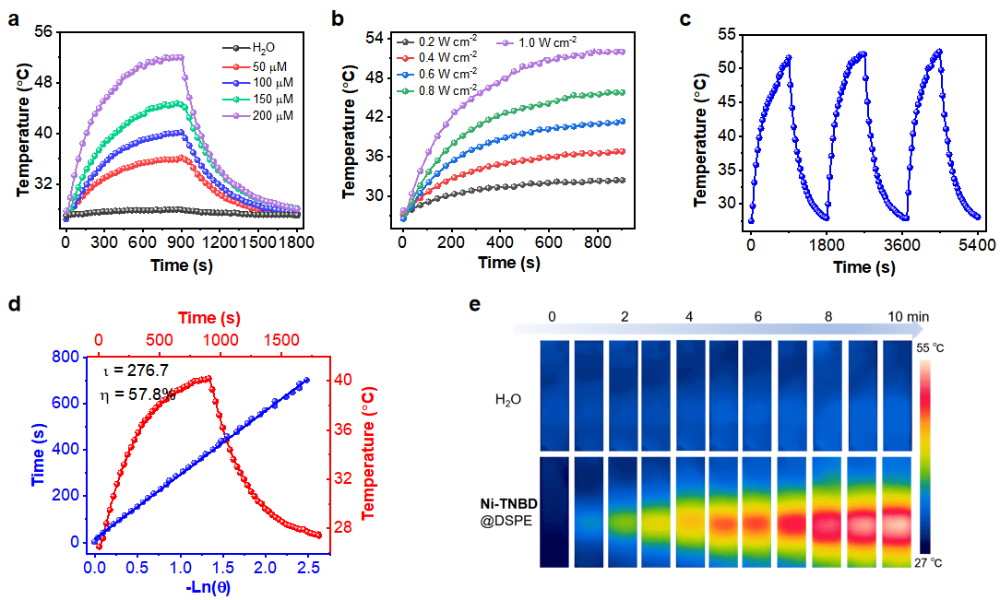 a
56
48
40
32
Temperature (°C)
H₂O
50 μM
100 μM
150 μM
200 μM
0 300 600 900 1200 1500 1800
Time (s)
b
54
48
42
36
30
Temperature (°C)
0.2 W cm⁻²
0.4 W cm⁻²
0.6 W cm⁻²
0.8 W cm⁻²
1.0 W cm⁻²
0 200 400 600 800
Time (s)
c
55
50
45
40
35
30
Temperature (°C)
0 1800 3600 5400
Time (s)
d
Time (s)
0 500 1000 1500
800
600
400
200
0
Time (s)
ι = 276.7
η = 57.8%
40
36
32
28
Temperature (°C)
0.0 0.5 1.0 1.5 2.0 2.5
-Ln(θ)
e
0 2 4 6 8 10 min
H₂O
Ni-TNBD
@DSPE
55 ℃
27 ℃